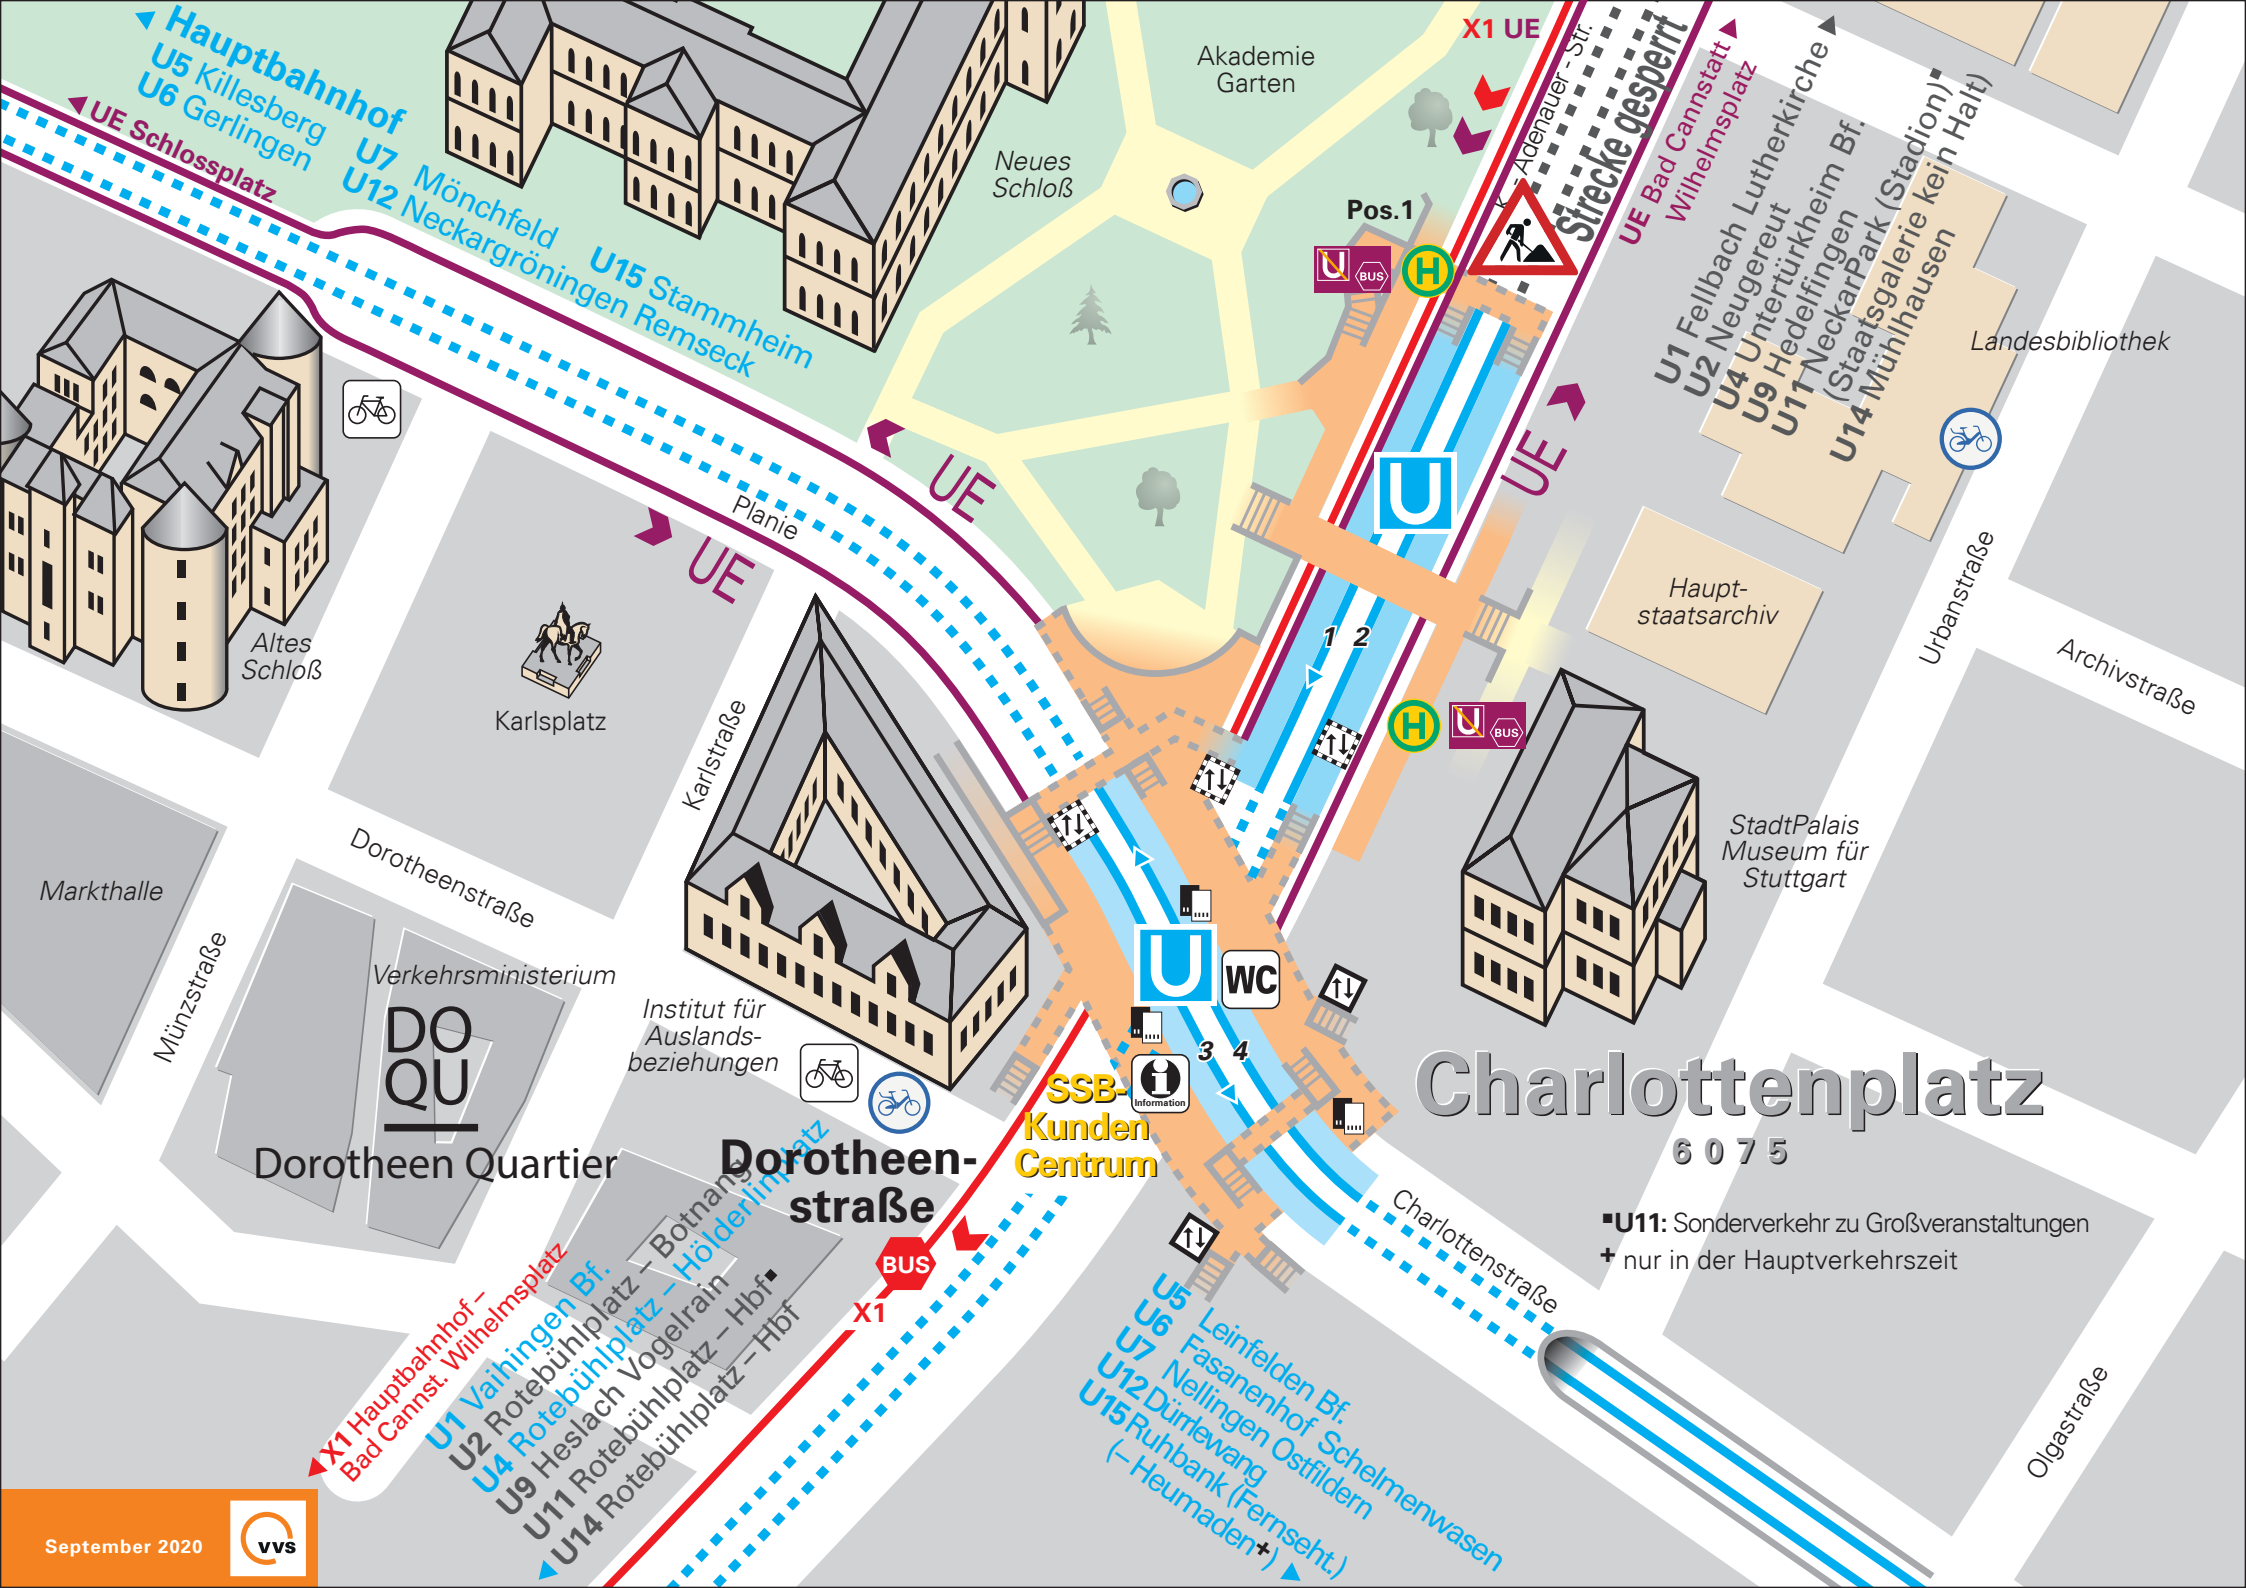 Hauptbahnhof
U5 Killesberg
U6 Gerlingen
U7 Mönchfeld
U12 Neckargröningen Remseck
U15 Stammheim
UE Schlossplatz
Neues
Schloß
Akademie
Garten
X1 UE
Adenauer - Str.
Strecke gesperrt
UE Bad Cannstatt
Wilhelmsplatz
U1 Fellbach Lutherkirche
U2 Neugereut
U4 Untertürkheim Bf.
U9 Hedelfingen
U11 NeckarPark (Stadion)
(Staatsgalerie kein Halt)
U14 Mühlhausen
Pos.1
U BUS
H
Landesbibliothek
UE
UE
UE
U
Planie
Altes
Schloß
Karlsplatz
Karlstraße
1 2
Haupt-
staatsarchiv
Urbanstraße
Archivstraße
H
U BUS
StadtPalais
Museum für
Stuttgart
Markthalle
Dorotheenstraße
Münzstraße
Verkehrsministerium
DO
QU
Dorotheen Quartier
Institut für
Auslands-
beziehungen
U
WC
3 4
SSB-
Kunden
Centrum
Information
Charlottenplatz
6075
Dorotheen-
straße
BUS
X1
▪U11: Sonderverkehr zu Großveranstaltungen
+ nur in der Hauptverkehrszeit
Charlottenstraße
Olgastraße
X1 Hauptbahnhof –
Bad Cannst. Wilhelmsplatz
U1 Vaihingen Bf.
U2 Rotebühlplatz – Botnang
U4 Rotebühlplatz – Hölderlinplatz
U9 Heslach Vogelrain
U11 Rotebühlplatz – Hbf▪
U14 Rotebühlplatz – Hbf
U5 Leinfelden Bf.
U6 Fasanenhof Schelmenwasen
U7 Nellingen Ostfildern
U12 Dürrlewang
U15 Ruhbank (Fernseht.)
(– Heumaden+)
September 2020
vvs